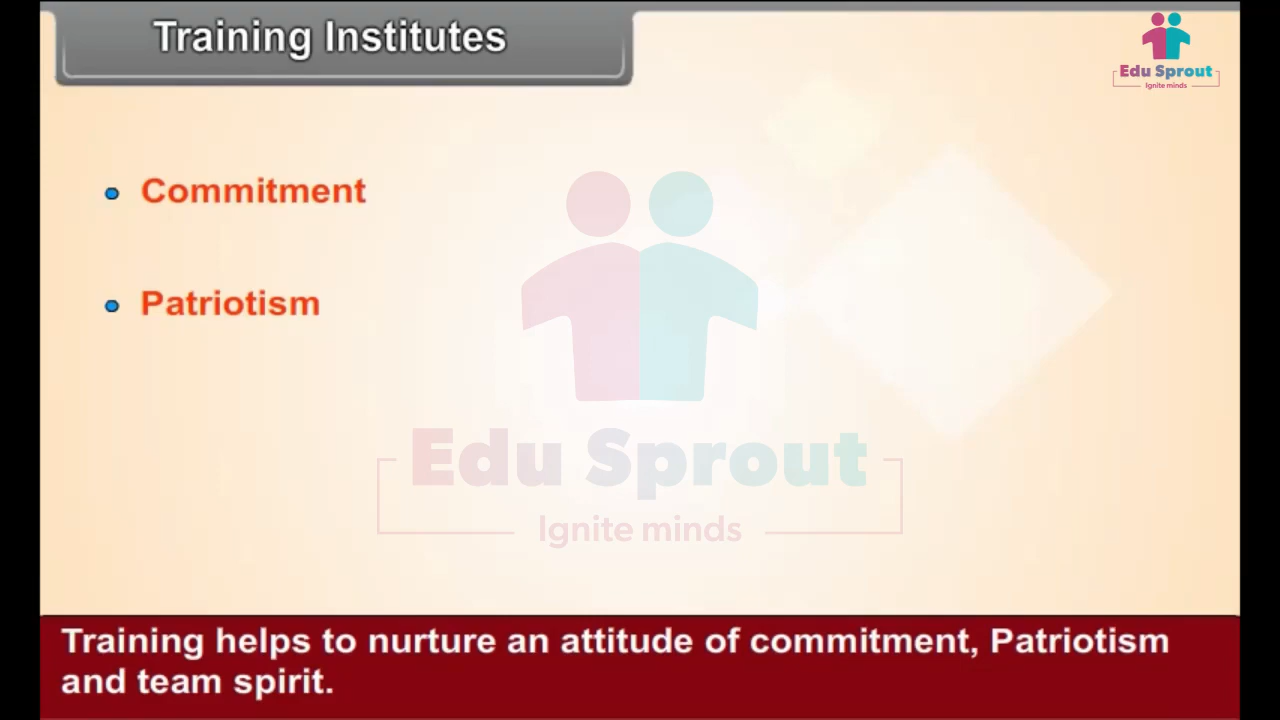 Training Institutes
Edu Sprout
Ignite minds
Commitment
Patriotism
Edu Sprout
Ignite minds
Training helps to nurture an attitude of commitment, Patriotism
and team spirit.